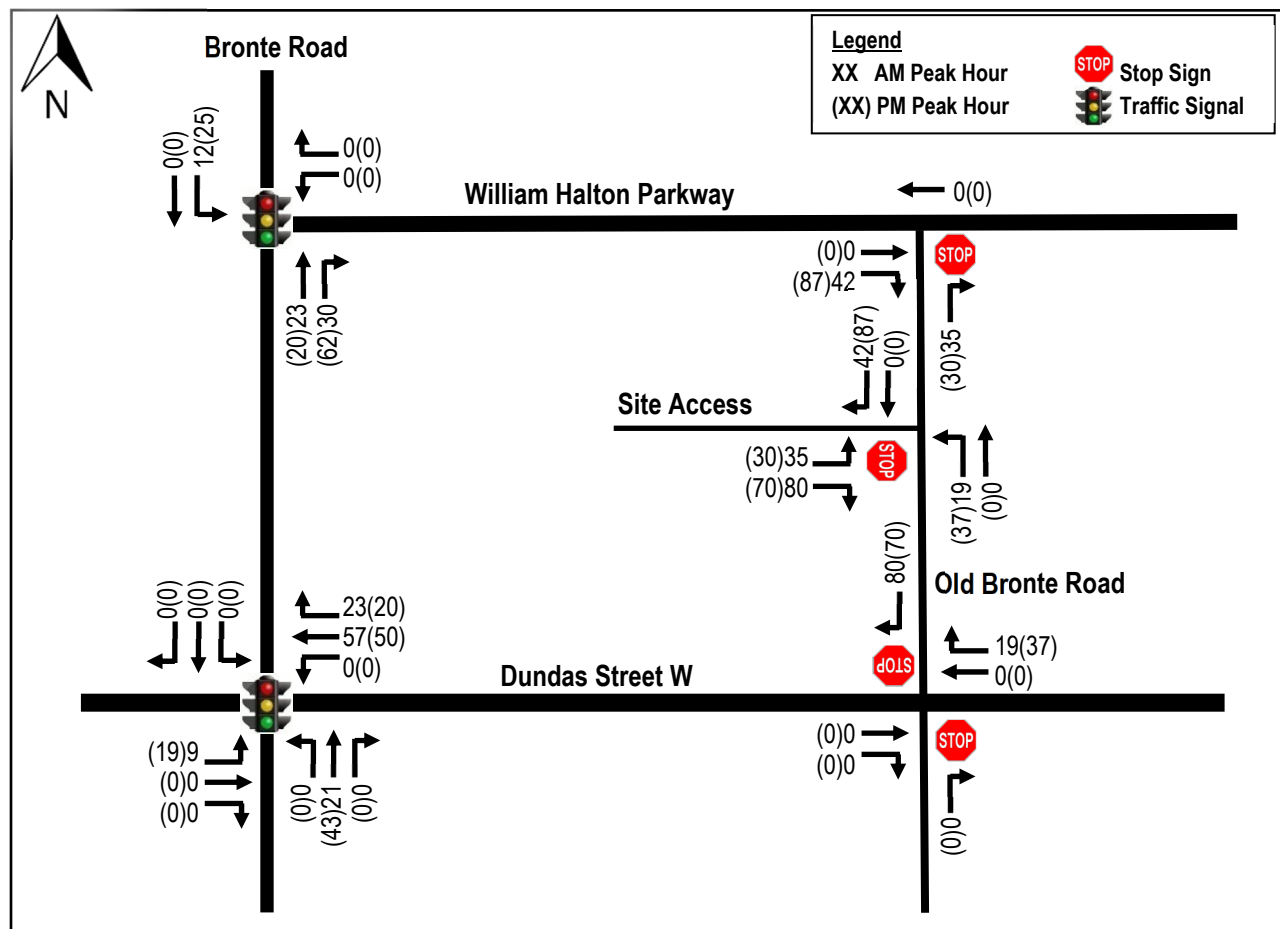 Bronte Road
N
Legend
XX AM Peak Hour
(XX) PM Peak Hour
STOP Stop Sign
Traffic Signal
0(0)
12(25)
0(0)
0(0)
William Halton Parkway
0(0)
(20)23
(62)30
(0)0
(87)42
STOP
(30)35
42(87)
0(0)
Site Access
(30)35
(70)80
STOP
(37)19
(0)0
80(70)
Old Bronte Road
0(0)
0(0)
0(0)
23(20)
57(50)
0(0)
STOP
19(37)
0(0)
Dundas Street W
(19)9
(0)0
(0)0
(0)0
(43)21
(0)0
(0)0
(0)0
STOP
(0)0